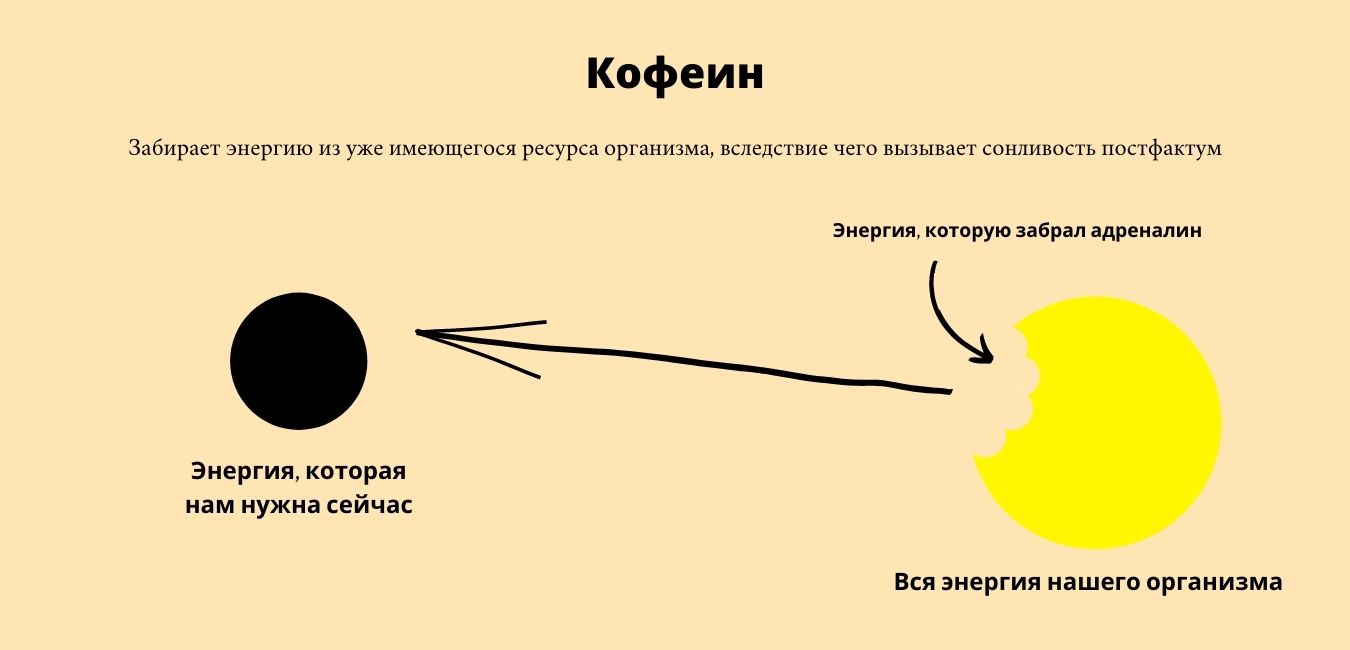 Кофеин
Забирает энергию из уже имеющегося ресурса организма, вследствие чего вызывает сонливость постфактум
Энергия, которую забрал адреналин
Энергия, которая
нам нужна сейчас
Вся энергия нашего организма